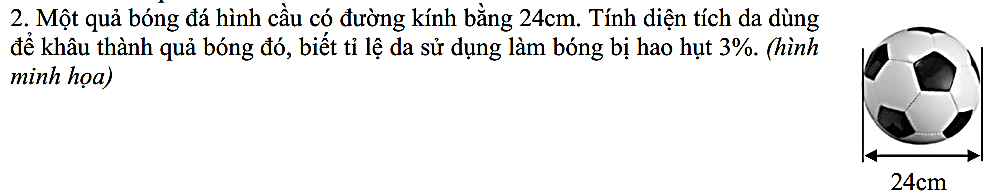 2. Một quả bóng đá hình cầu có đường kính bằng 24cm. Tính diện tích da dùng
để khâu thành quả bóng đó, biết tỉ lệ da sử dụng làm bóng bị hao hụt 3%. (hình
minh họa)
24cm